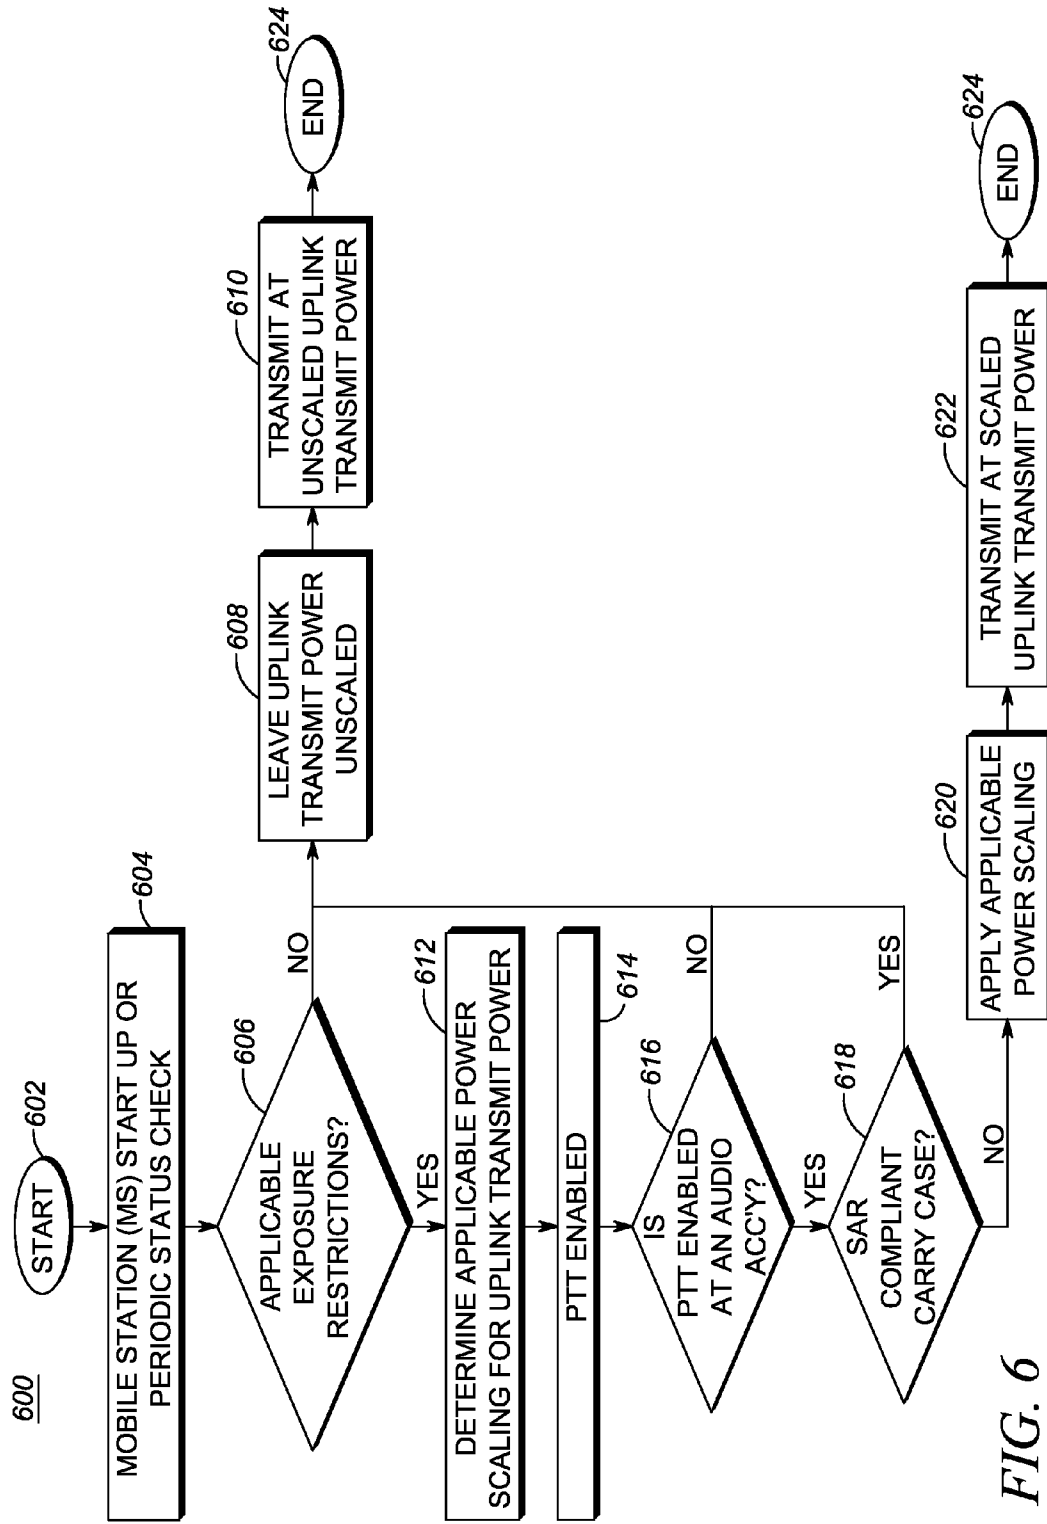 600
START
602
MOBILE STATION (MS) START UP OR
PERIODIC STATUS CHECK
604
APPLICABLE
EXPOSURE
RESTRICTIONS?
606
NO
YES
LEAVE UPLINK
TRANSMIT POWER
UNSCALED
608
TRANSMIT AT
UNSCALED UPLINK
TRANSMIT POWER
610
END
624
DETERMINE APPLICABLE POWER
SCALING FOR UPLINK TRANSMIT POWER
612
PTT ENABLED
614
IS
PTT ENABLED
AT AN AUDIO
ACC'Y?
616
NO
YES
SAR
COMPLIANT
CARRY CASE?
618
YES
NO
APPLY APPLICABLE
POWER SCALING
620
TRANSMIT AT SCALED
UPLINK TRANSMIT POWER
622
END
624
FIG. 6